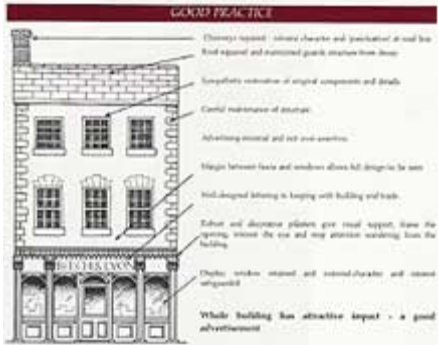 GOOD PRACTICE
Chimneys repaired - retains character and 'punctuation' at roof line
Roof repaired and maintained guards structure from decay
Sympathetic restoration of original components and details
Careful maintenance of structure
Advertising minimal and not over-assertive
Margin between fascia and windows allows full design to be seen
Well-designed lettering in keeping with building and trade.
Robust and decorative pilasters give visual support, frame the
opening, interest the eye and stop attention wandering from the
building.
Display window retained and external character and interest
safeguarded
Whole building has attractive impact - a good
advertisement